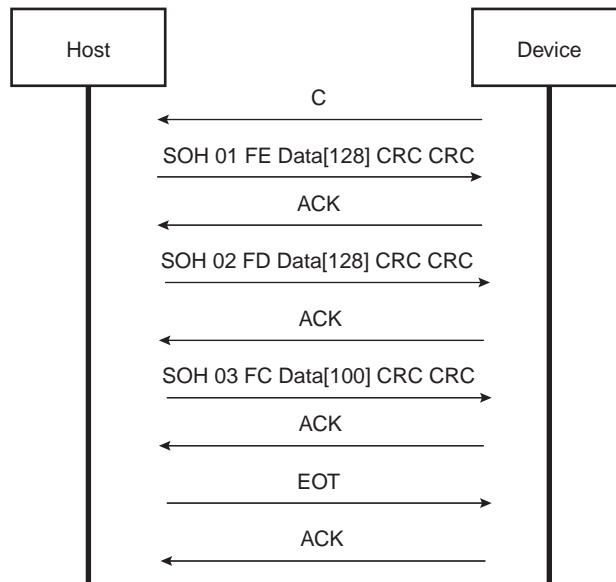 Host
Device
C
SOH 01 FE Data[128] CRC CRC
ACK
SOH 02 FD Data[128] CRC CRC
ACK
SOH 03 FC Data[100] CRC CRC
ACK
EOT
ACK